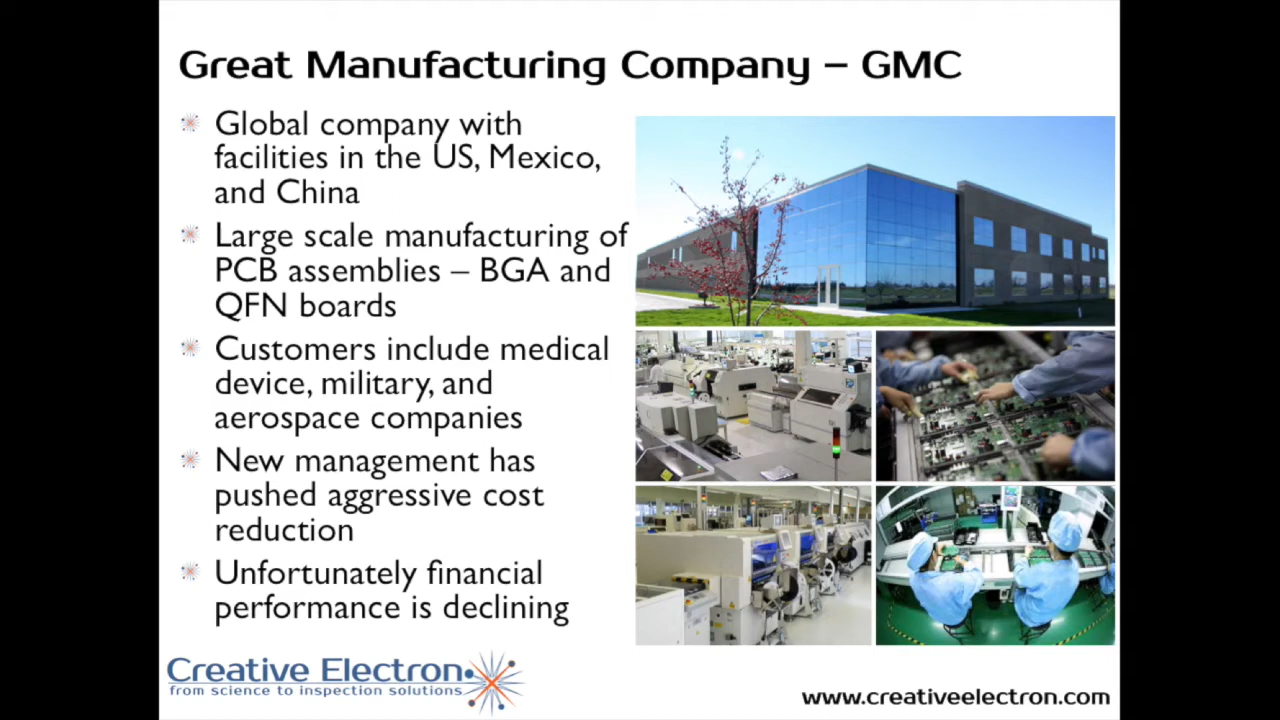 Great Manufacturing Company – GMC
Global company with
facilities in the US, Mexico,
and China
Large scale manufacturing of
PCB assemblies – BGA and
QFN boards
Customers include medical
device, military, and
aerospace companies
New management has
pushed aggressive cost
reduction
Unfortunately financial
performance is declining
Creative Electron
from science to inspection solutions
www.creativeelectron.com